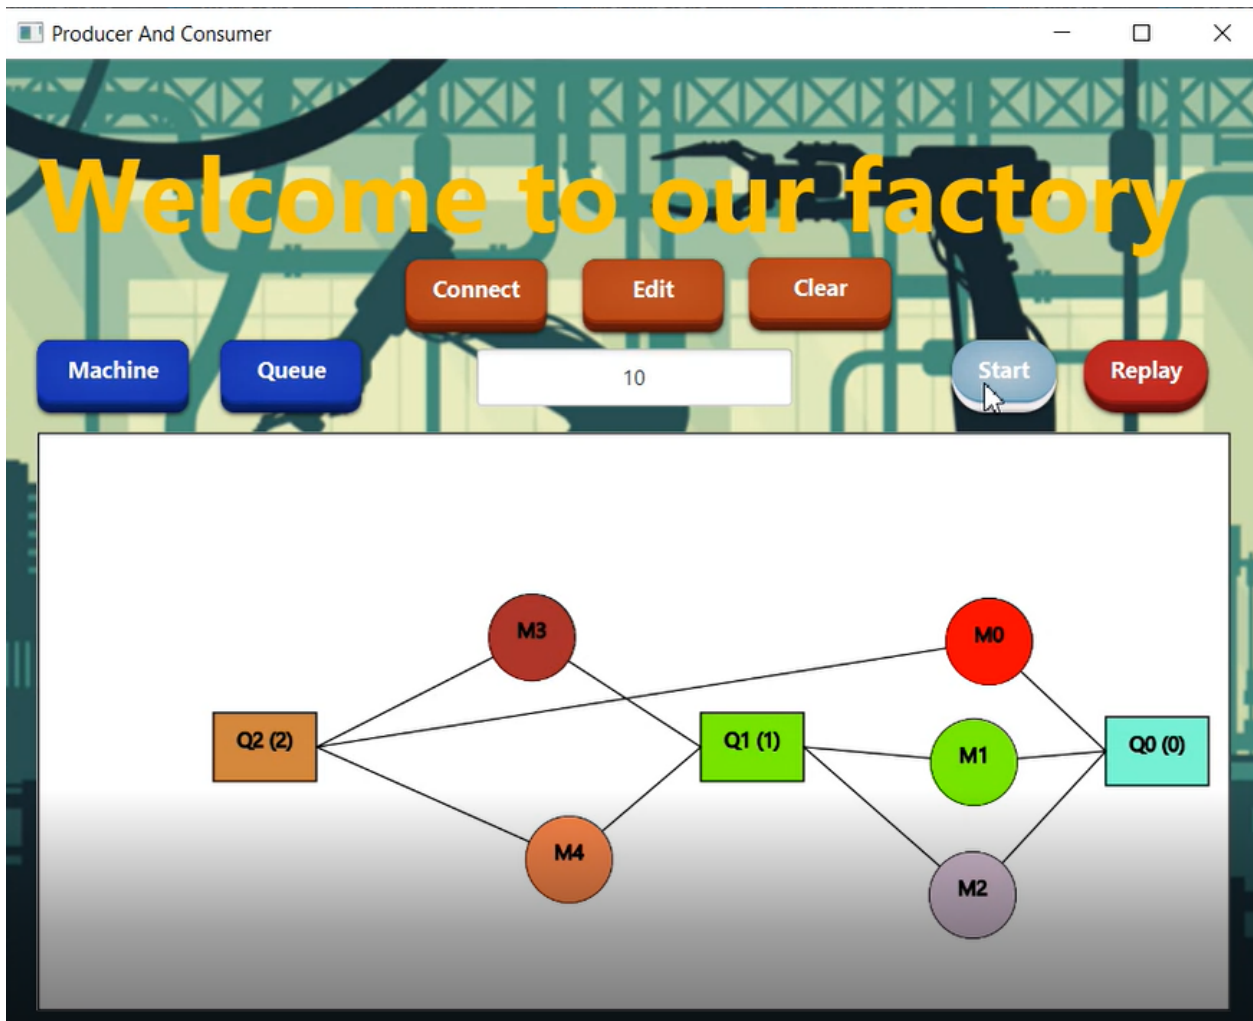 Producer And Consumer
Welcome to our factory
Connect Edit Clear
Machine Queue 10 Start Replay
M3 M0
Q2 (2) Q1 (1) M1 Q0 (0)
M4
M2